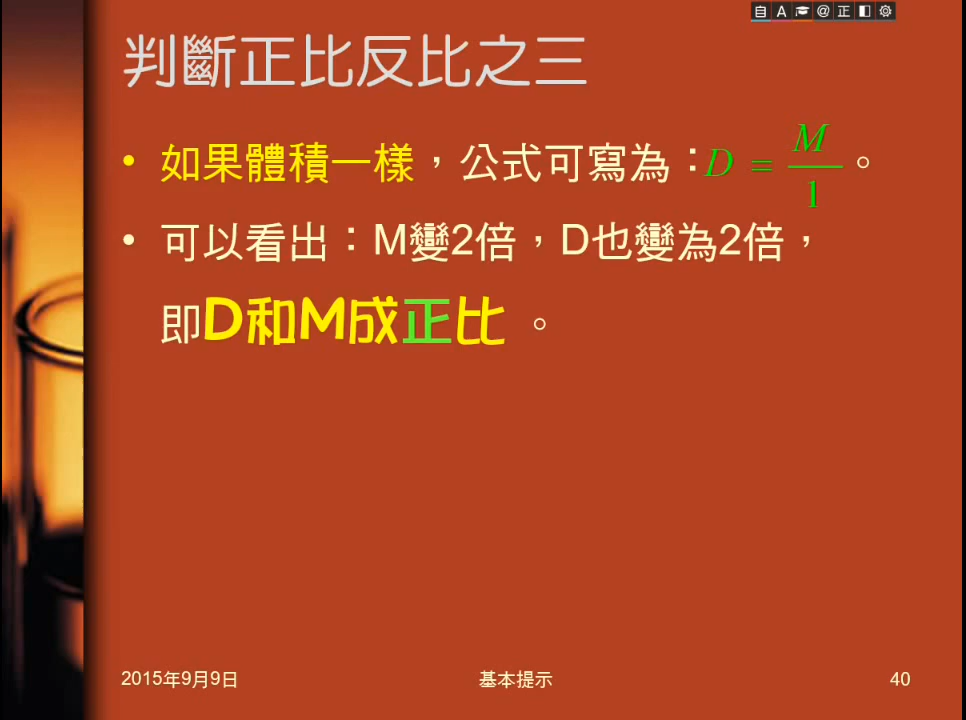 自 A @ 正
判斷正比反比之三
• 如果體積一樣，公式可寫為：D = M/1 。
• 可以看出：M變2倍，D也變為2倍，
即D和M成正比 。
2015年9月9日 基本提示 40